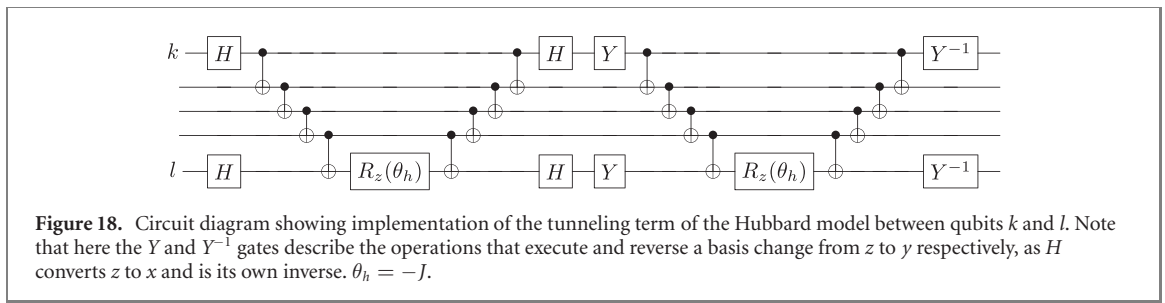 k H H Y Y⁻¹
l H R_z(θ_h) H Y R_z(θ_h) Y⁻¹
Figure 18. Circuit diagram showing implementation of the tunneling term of the Hubbard model between qubits k and l. Note
that here the Y and Y⁻¹ gates describe the operations that execute and reverse a basis change from z to y respectively, as H
converts z to x and is its own inverse. θ_h = −J.